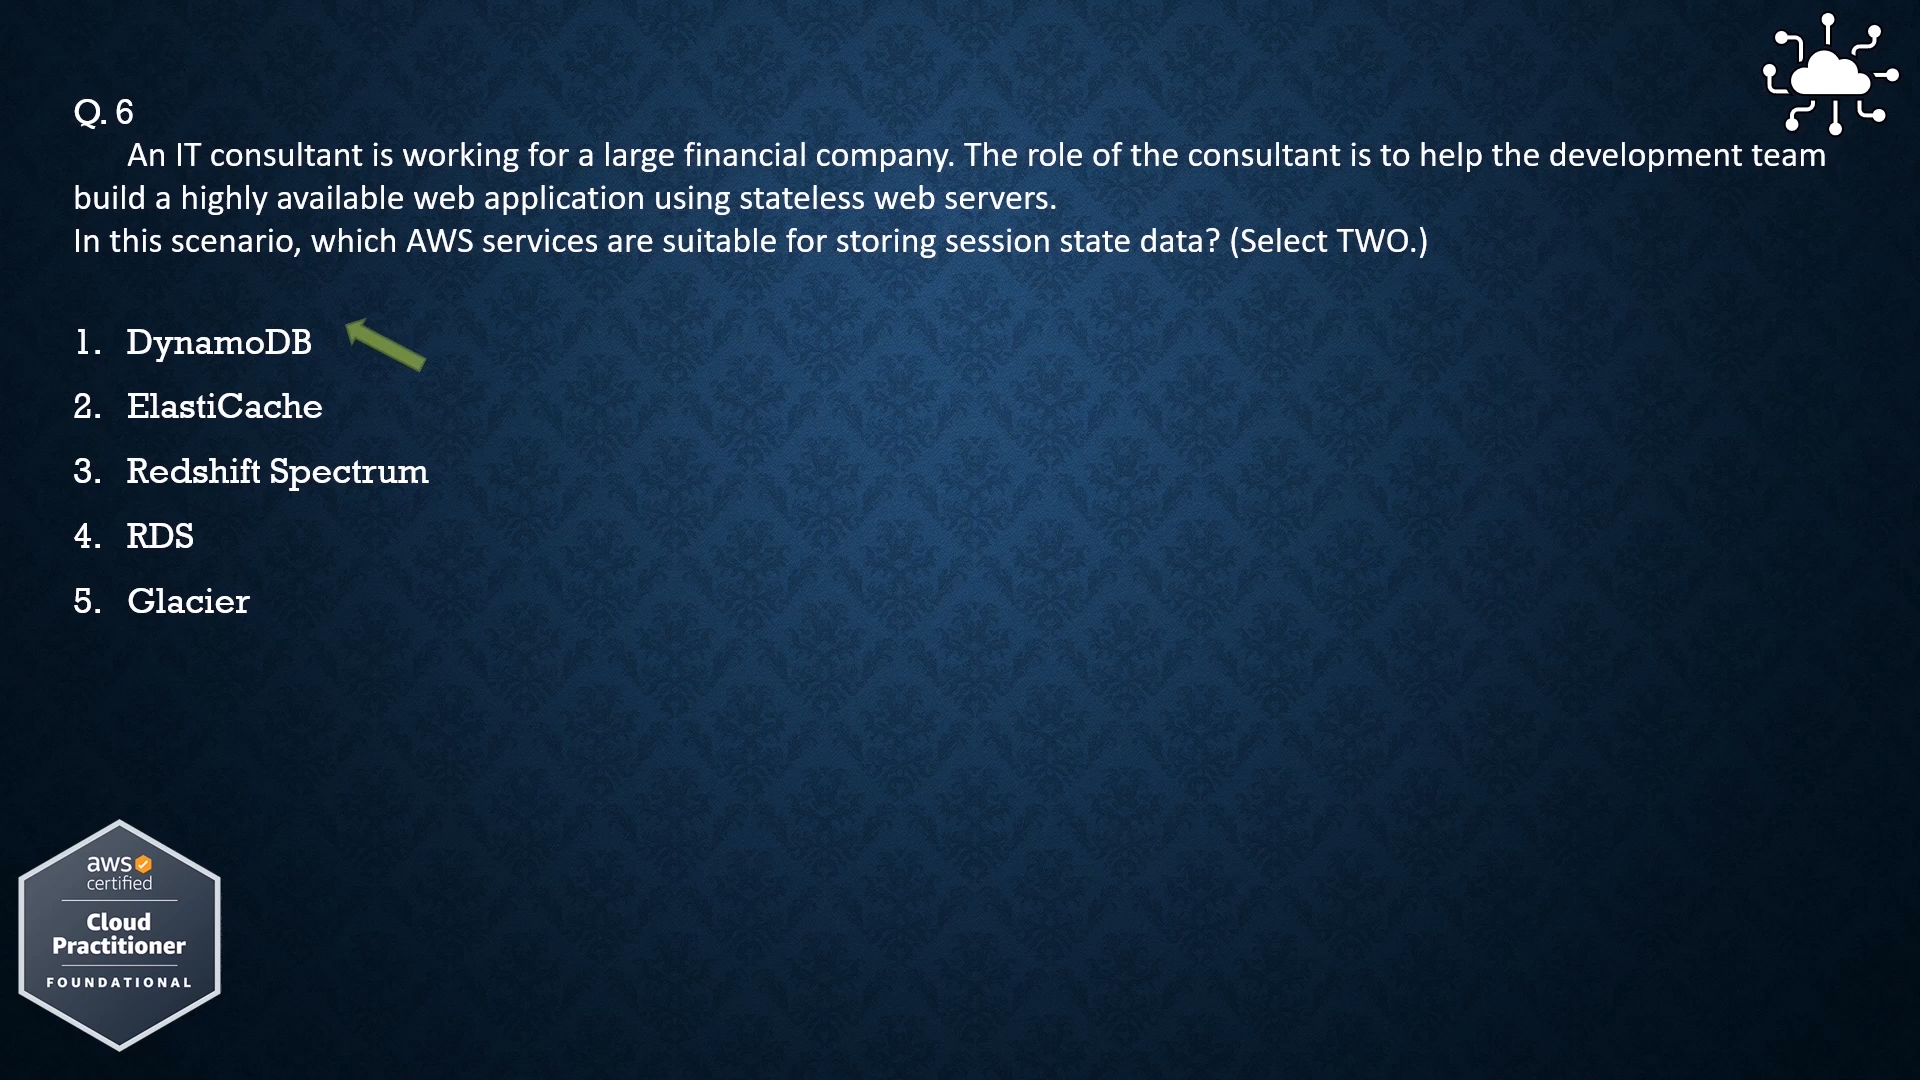 Q. 6
An IT consultant is working for a large financial company. The role of the consultant is to help the development team
build a highly available web application using stateless web servers.
In this scenario, which AWS services are suitable for storing session state data? (Select TWO.)
1. DynamoDB
2. ElastiCache
3. Redshift Spectrum
4. RDS
5. Glacier
aws
certified
Cloud
Practitioner
FOUNDATIONAL